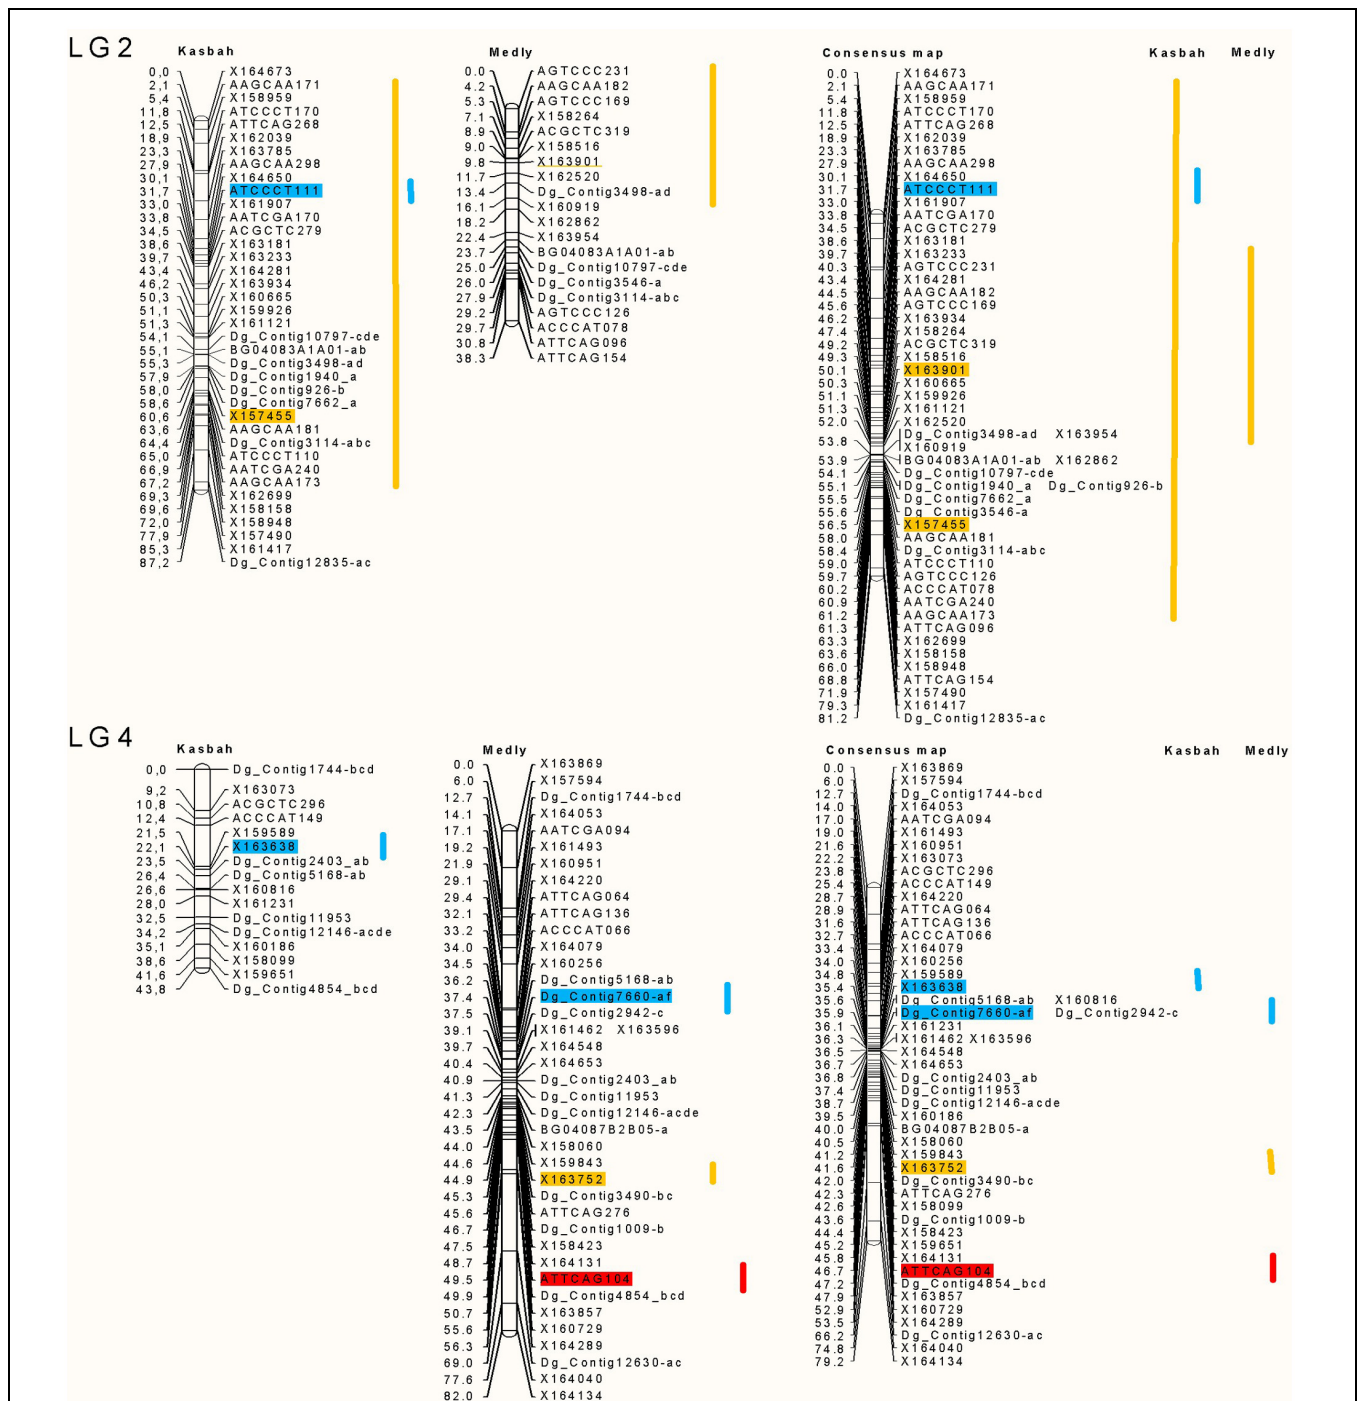 LG2
Kasbah
0,0 X164673
2,1 AAGCAA171
5,4 X158959
11,8 ATCCCT170
12,5 ATTCAG268
18,9 X162039
23,3 X163785
27,9 AAGCAA298
30,1 X164650
31,7 ATCCCT111
33,0 X161907
33,8 AATCGA170
34,5 ACGCTC279
38,6 X163181
39,7 X163233
43,4 X164281
46,2 X163934
50,3 X160665
51,1 X159926
51,3 X161121
54,1 Dg_Contig10797-cde
55,1 BG04083A1A01-ab
55,3 Dg_Contig3498-ad
57,9 Dg_Contig1940_a
58,0 Dg_Contig926-b
58,6 Dg_Contig7662_a
60,6 X157455
63,6 AAGCAA181
64,4 Dg_Contig3114-abc
65,0 ATCCCT110
66,9 AATCGA240
67,2 AAGCAA173
69,3 X162699
69,6 X158158
72,0 X158948
77,9 X157490
85,3 X161417
87,2 Dg_Contig12835-ac
Medly
0.0 AGTCCC231
4.2 AAGCAA182
5.3 AGTCCC169
7.1 X158264
8.9 ACGCTC319
9.0 X158516
9.8 X163901
11.7 X162520
13.4 Dg_Contig3498-ad
16.1 X160919
18.2 X162862
22.4 X163954
23.7 BG04083A1A01-ab
25.0 Dg_Contig10797-cde
26.0 Dg_Contig3546-a
27.9 Dg_Contig3114-abc
29.2 AGTCCC126
29.7 ACCCAT078
30.8 ATTCAG096
38.3 ATTCAG154
Consensus map Kasbah Medly
0.0 X164673
2.1 AAGCAA171
5.4 X158959
11.8 ATCCCT170
12.5 ATTCAG268
18.9 X162039
23.3 X163785
27.9 AAGCAA298
30.1 X164650
31.7 ATCCCT111
33.0 X161907
33.8 AATCGA170
34.5 ACGCTC279
38.6 X163181
39.7 X163233
40.3 AGTCCC231
43.4 X164281
44.5 AAGCAA182
45.6 AGTCCC169
46.2 X163934
47.4 X158264
49.2 ACGCTC319
49.3 X158516
50.1 X163901
50.3 X160665
51.1 X159926
51.3 X161121
52.0 X162520
53.8 Dg_Contig3498-ad X163954
X160919
53.9 BG04083A1A01-ab X162862
54.1 Dg_Contig10797-cde
55.1 Dg_Contig1940_a Dg_Contig926-b
55.5 Dg_Contig7662_a
55.6 Dg_Contig3546-a
56.5 X157455
58.0 AAGCAA181
58.4 Dg_Contig3114-abc
59.0 ATCCCT110
59.7 AGTCCC126
60.2 ACCCAT078
60.9 AATCGA240
61.2 AAGCAA173
61.3 ATTCAG096
63.3 X162699
63.6 X158158
66.0 X158948
68.8 ATTCAG154
71.9 X157490
79.3 X161417
81.2 Dg_Contig12835-ac
LG4
Kasbah
0,0 Dg_Contig1744-bcd
9,2 X163073
10,8 ACGCTC296
12,4 ACCCAT149
21,5 X159589
22,1 X163638
23,5 Dg_Contig2403_ab
26,4 Dg_Contig5168-ab
26,6 X160816
28,0 X161231
32,5 Dg_Contig11953
34,2 Dg_Contig12146-acde
35,1 X160186
38,6 X158099
41,6 X159651
43,8 Dg_Contig4854_bcd
Medly
0.0 X163869
6.0 X157594
12.7 Dg_Contig1744-bcd
14.1 X164053
17.1 AATCGA094
19.2 X161493
21.9 X160951
29.1 X164220
29.4 ATTCAG064
32.1 ATTCAG136
33.2 ACCCAT066
34.0 X164079
34.5 X160256
36.2 Dg_Contig5168-ab
37.4 Dg_Contig7660-af
37.5 Dg_Contig2942-c
39.1 X161462 X163596
39.7 X164548
40.4 X164653
40.9 Dg_Contig2403_ab
41.3 Dg_Contig11953
42.3 Dg_Contig12146-acde
43.5 BG04087B2B05-a
44.0 X158060
44.6 X159843
44.9 X163752
45.3 Dg_Contig3490-bc
45.6 ATTCAG276
46.7 Dg_Contig1009-b
47.5 X158423
48.7 X164131
49.5 ATTCAG104
49.9 Dg_Contig4854_bcd
50.7 X163857
55.6 X160729
56.3 X164289
69.0 Dg_Contig12630-ac
77.6 X164040
82.0 X164134
Consensus map Kasbah Medly
0.0 X163869
6.0 X157594
12.7 Dg_Contig1744-bcd
14.0 X164053
17.0 AATCGA094
19.0 X161493
21.6 X160951
22.2 X163073
23.8 ACGCTC296
25.4 ACCCAT149
28.7 X164220
28.9 ATTCAG064
31.6 ATTCAG136
32.7 ACCCAT066
33.4 X164079
34.0 X160256
34.8 X159589
35.4 X163638
35.6 Dg_Contig5168-ab X160816
35.9 Dg_Contig7660-af Dg_Contig2942-c
36.1 X161231
36.3 X161462 X163596
36.5 X164548
36.7 X164653
36.8 Dg_Contig2403_ab
37.4 Dg_Contig11953
38.7 Dg_Contig12146-acde
39.5 X160186
40.0 BG04087B2B05-a
40.5 X158060
41.2 X159843
41.6 X163752
42.0 Dg_Contig3490-bc
42.3 ATTCAG276
42.6 X158099
43.6 Dg_Contig1009-b
44.4 X158423
45.2 X159651
45.8 X164131
46.7 ATTCAG104
47.2 Dg_Contig4854_bcd
47.9 X163857
52.9 X160729
53.5 X164289
66.2 Dg_Contig12630-ac
74.8 X164040
79.2 X164134